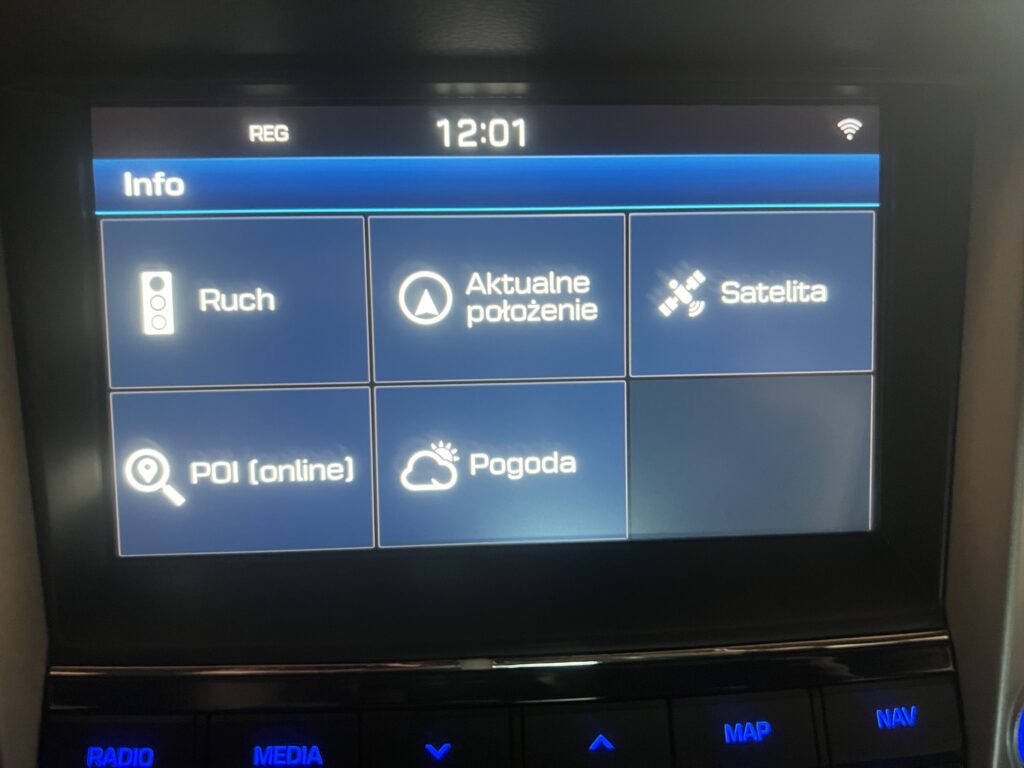 REG 12:01
Info
Ruch
Aktualne
położenie
Satelita
POI (online)
Pogoda
RADIO MEDIA MAP NAV